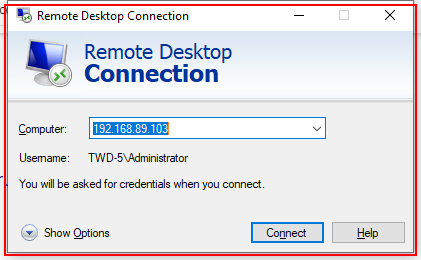 Remote Desktop Connection
Remote Desktop
Connection
Computer: 192.168.89.103
Username: TWD-5\Administrator
You will be asked for credentials when you connect.
Show Options Connect Help